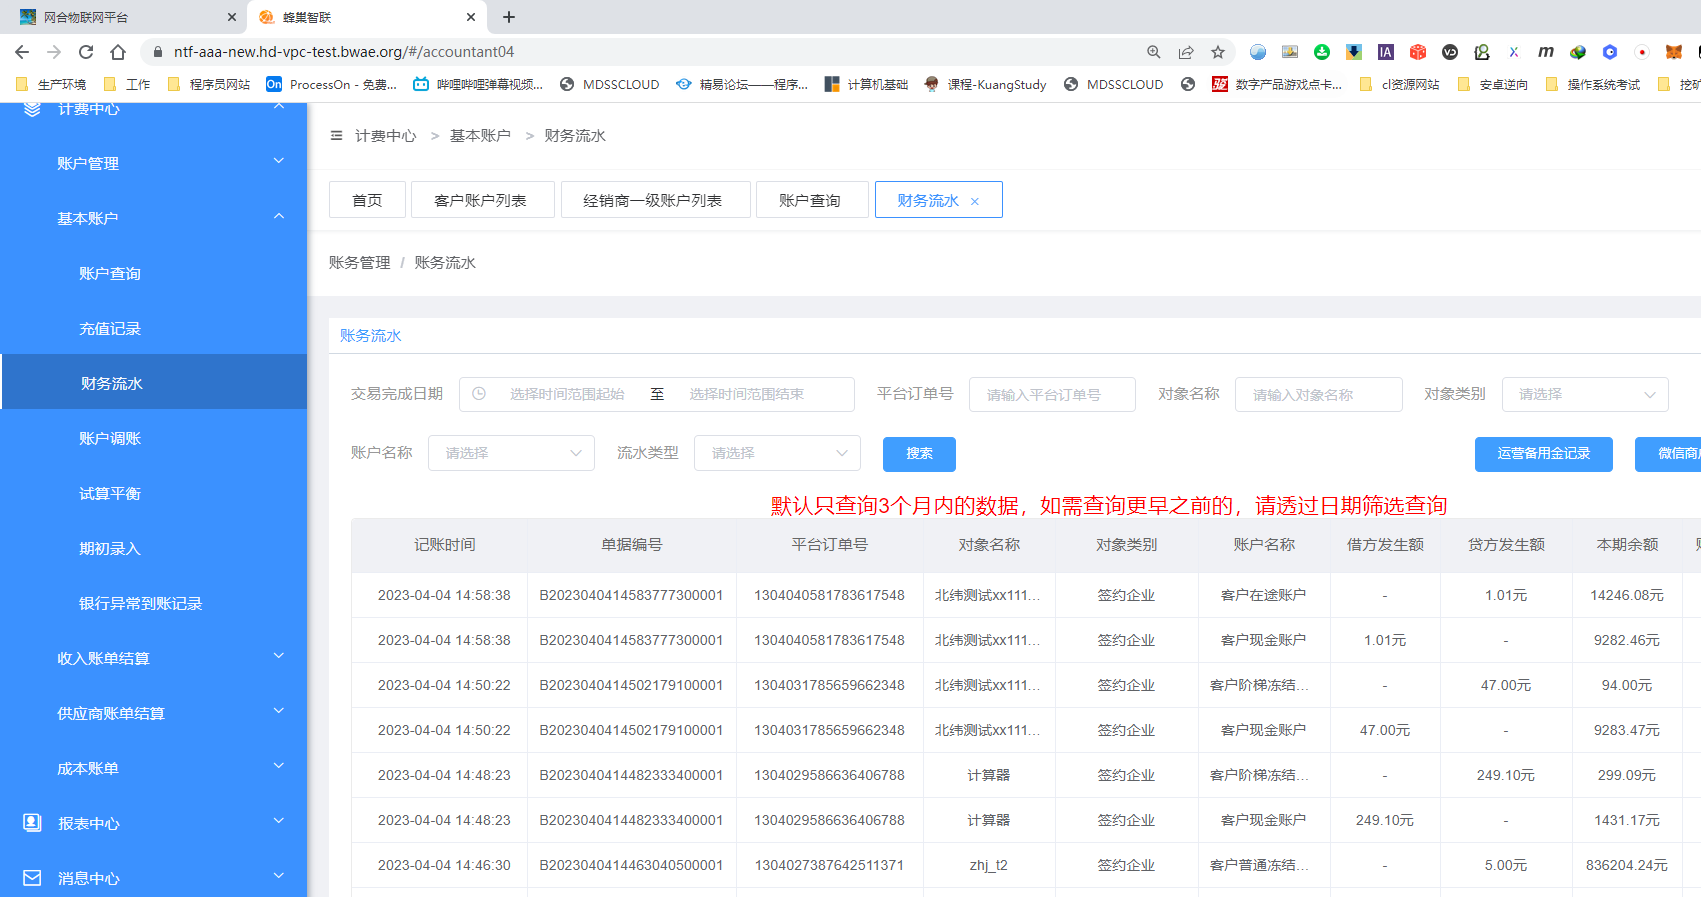 网合物联网平台
蜂巢智联
ntf-aaa-new.hd-vpc-test.bwae.org/#/accountant04
生产环境 工作 程序员网站 ProcessOn - 免费... 哔哩哔哩弹幕视频... MDSSCLOUD 精易论坛——程序... 计算机基础 课程-KuangStudy MDSSCLOUD 数字产品游戏点卡... cl资源网站 安卓逆向 操作系统考试 挖矿
计费中心
账户管理
基本账户
账户查询
充值记录
财务流水
账户调账
试算平衡
期初录入
银行异常到账记录
收入账单结算
供应商账单结算
成本账单
报表中心
消息中心
计费中心 > 基本账户 > 财务流水
首页 客户账户列表 经销商一级账户列表 账户查询 财务流水 ×
账务管理 / 账务流水
账务流水
交易完成日期 选择时间范围起始 至 选择时间范围结束 平台订单号 请输入平台订单号 对象名称 请输入对象名称 对象类别 请选择
账户名称 请选择 流水类型 请选择 搜索 运营备用金记录 微信商户
默认只查询3个月内的数据，如需查询更早之前的，请透过日期筛选查询
记账时间 单据编号 平台订单号 对象名称 对象类别 账户名称 借方发生额 贷方发生额 本期余额
2023-04-04 14:58:38 B2023040414583777300001 1304040581783617548 北纬测试xx111... 签约企业 客户在途账户 - 1.01元 14246.08元
2023-04-04 14:58:38 B2023040414583777300001 1304040581783617548 北纬测试xx111... 签约企业 客户现金账户 1.01元 - 9282.46元
2023-04-04 14:50:22 B2023040414502179100001 1304031785659662348 北纬测试xx111... 签约企业 客户阶梯冻结... - 47.00元 94.00元
2023-04-04 14:50:22 B2023040414502179100001 1304031785659662348 北纬测试xx111... 签约企业 客户现金账户 47.00元 - 9283.47元
2023-04-04 14:48:23 B2023040414482333400001 1304029586636406788 计算器 签约企业 客户阶梯冻结... - 249.10元 299.09元
2023-04-04 14:48:23 B2023040414482333400001 1304029586636406788 计算器 签约企业 客户现金账户 249.10元 - 1431.17元
2023-04-04 14:46:30 B2023040414463040500001 1304027387642511371 zhj_t2 签约企业 客户普通冻结... - 5.00元 836204.24元